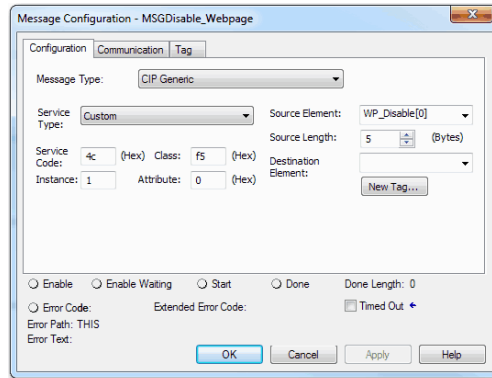 Message Configuration - MSGDisable_Webpage
Configuration Communication Tag
Message Type: CIP Generic
Service Type: Custom
Source Element: WP_Disable[0]
Source Length: 5 (Bytes)
Service Code: 4c (Hex) Class: f5 (Hex)
Destination Element:
Instance: 1 Attribute: 0 (Hex)
New Tag...
Enable Enable Waiting Start Done Done Length: 0
Error Code: Extended Error Code: Timed Out
Error Path: THIS
Error Text:
OK Cancel Apply Help